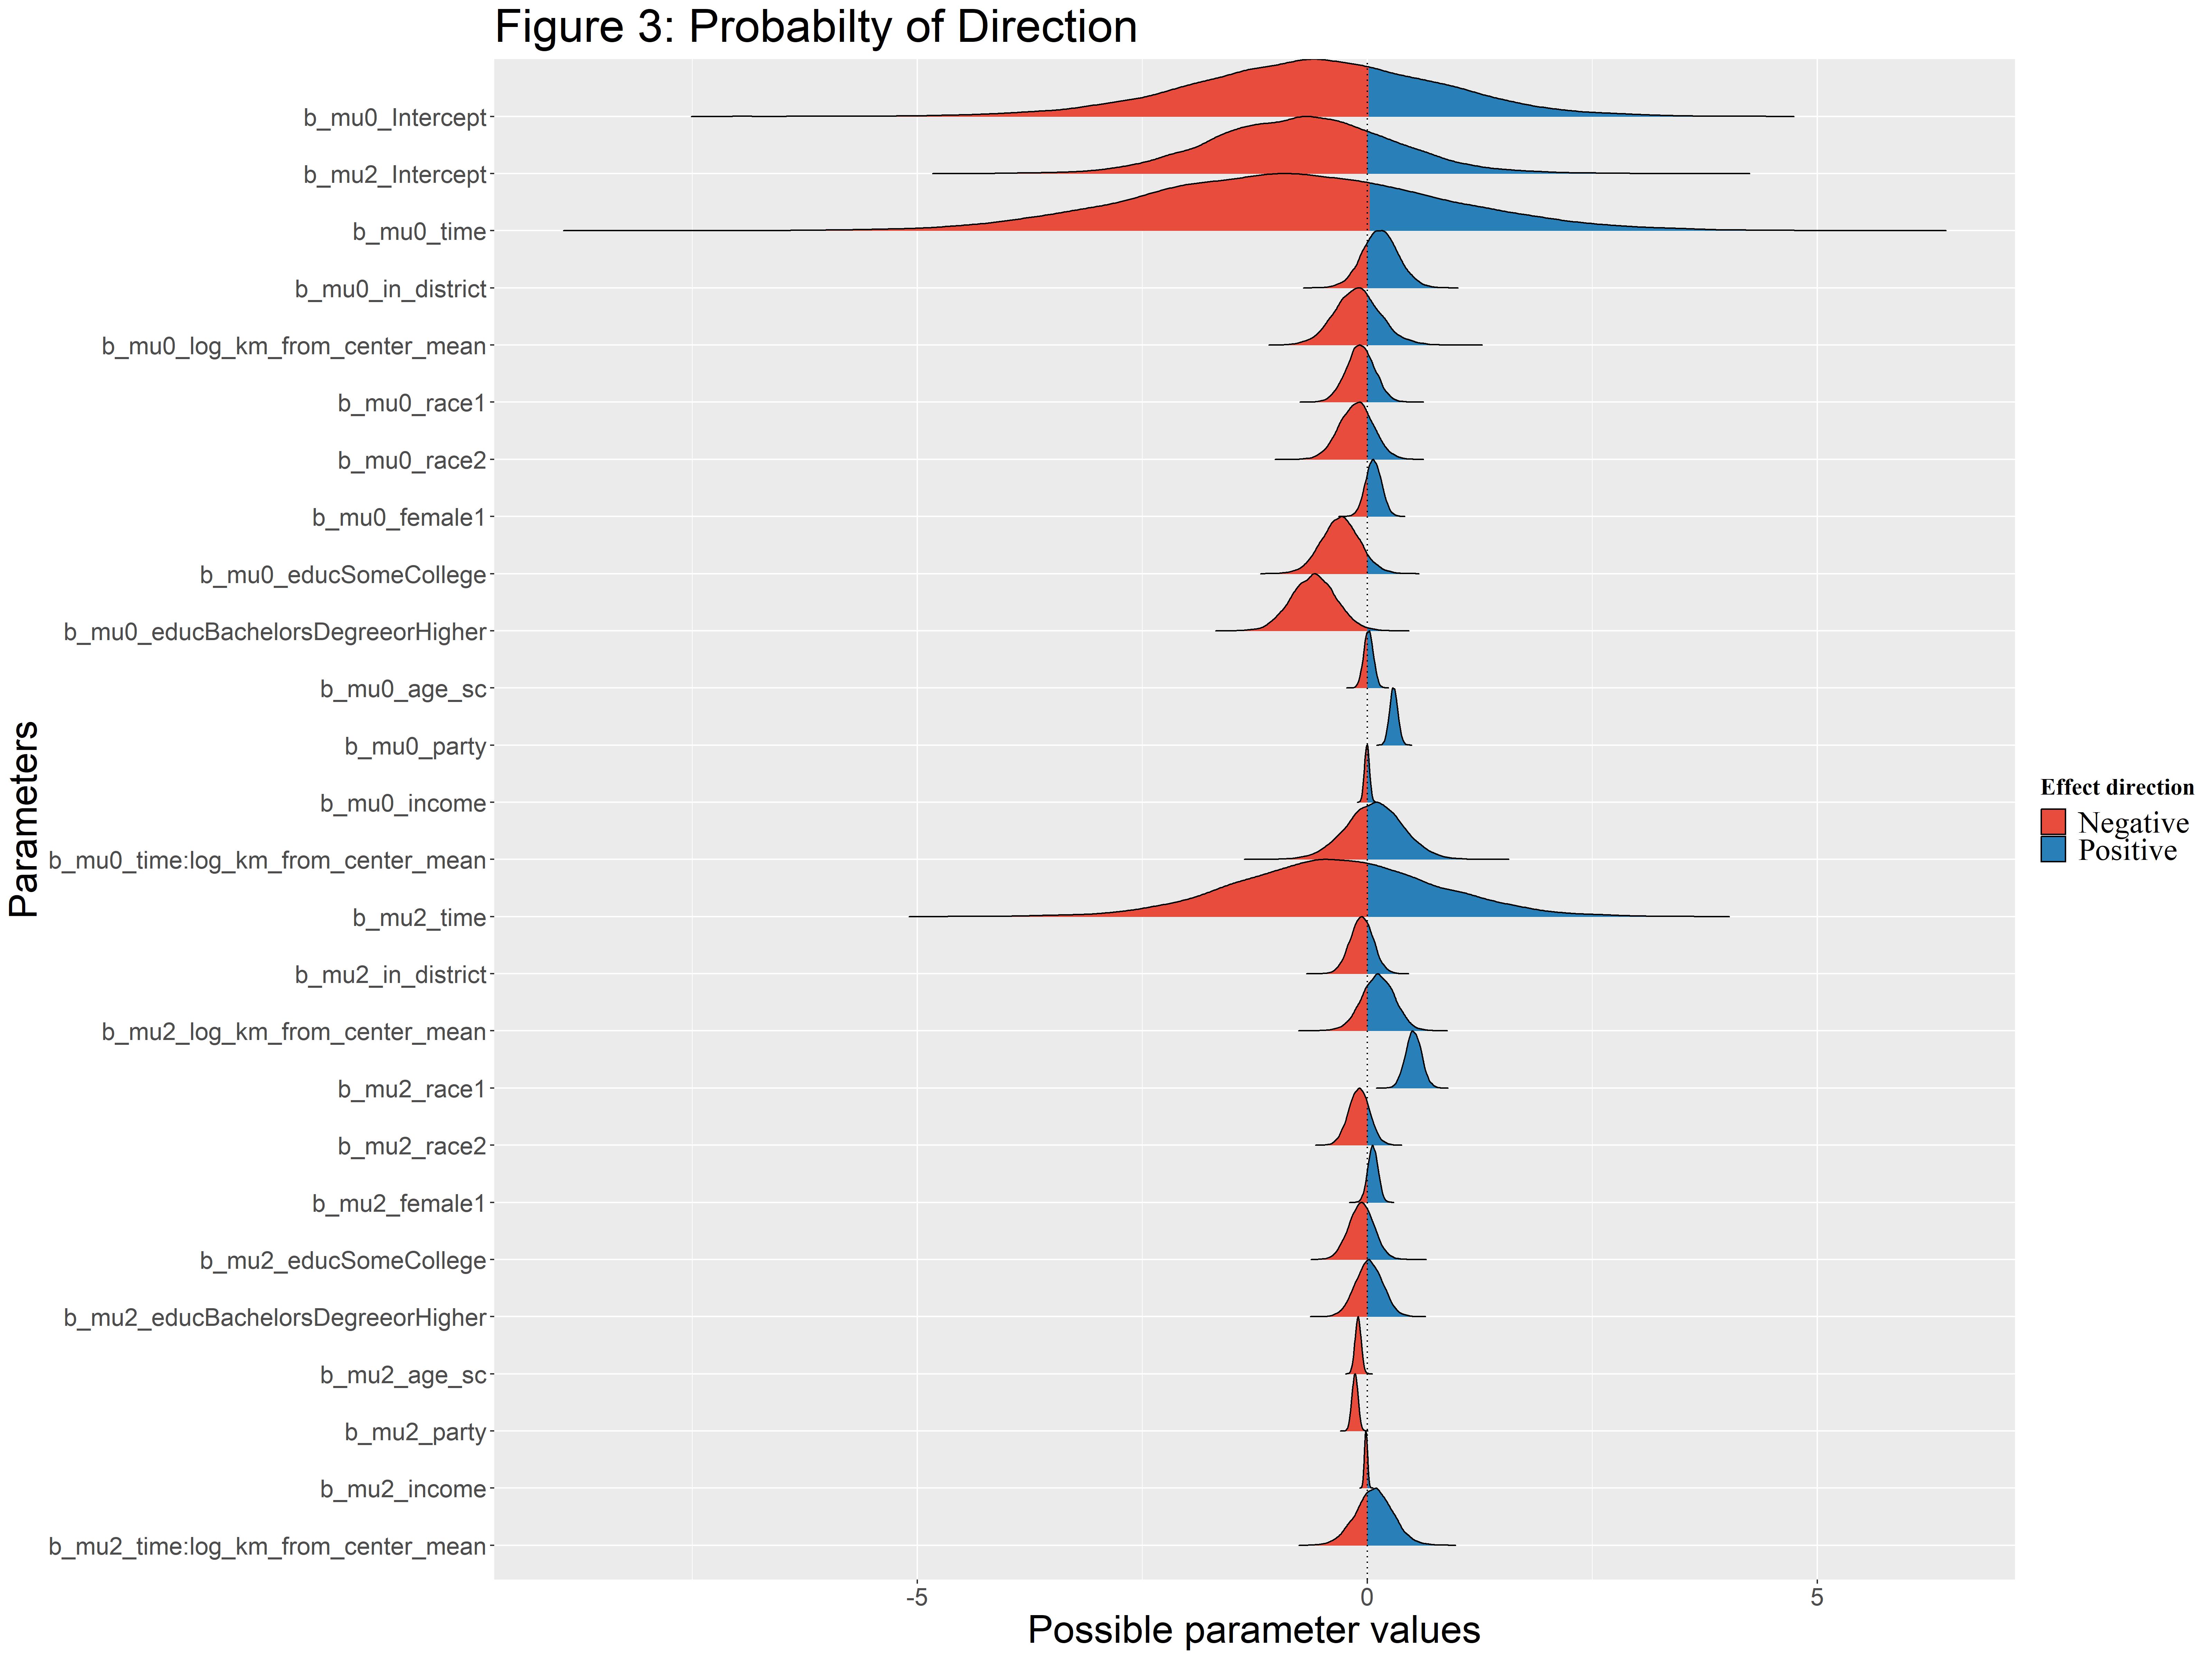 Figure 3: Probabilty of Direction
Parameters
b_mu0_Intercept
b_mu2_Intercept
b_mu0_time
b_mu0_in_district
b_mu0_log_km_from_center_mean
b_mu0_race1
b_mu0_race2
b_mu0_female1
b_mu0_educSomeCollege
b_mu0_educBachelorsDegreeorHigher
b_mu0_age_sc
b_mu0_party
b_mu0_income
b_mu0_time:log_km_from_center_mean
b_mu2_time
b_mu2_in_district
b_mu2_log_km_from_center_mean
b_mu2_race1
b_mu2_race2
b_mu2_female1
b_mu2_educSomeCollege
b_mu2_educBachelorsDegreeorHigher
b_mu2_age_sc
b_mu2_party
b_mu2_income
b_mu2_time:log_km_from_center_mean
-5 0 5
Possible parameter values
Effect direction
Negative
Positive